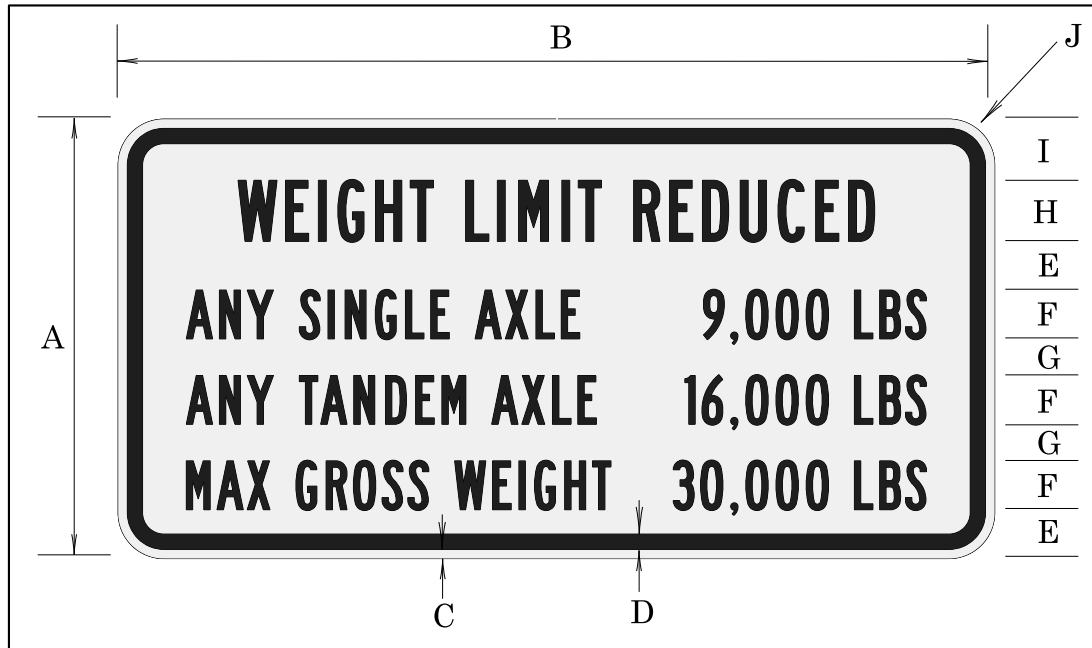 B
J
I
WEIGHT LIMIT REDUCED
H
E
ANY SINGLE AXLE 9,000 LBS
F
A
G
ANY TANDEM AXLE 16,000 LBS
F
G
MAX GROSS WEIGHT 30,000 LBS
F
E
C
D